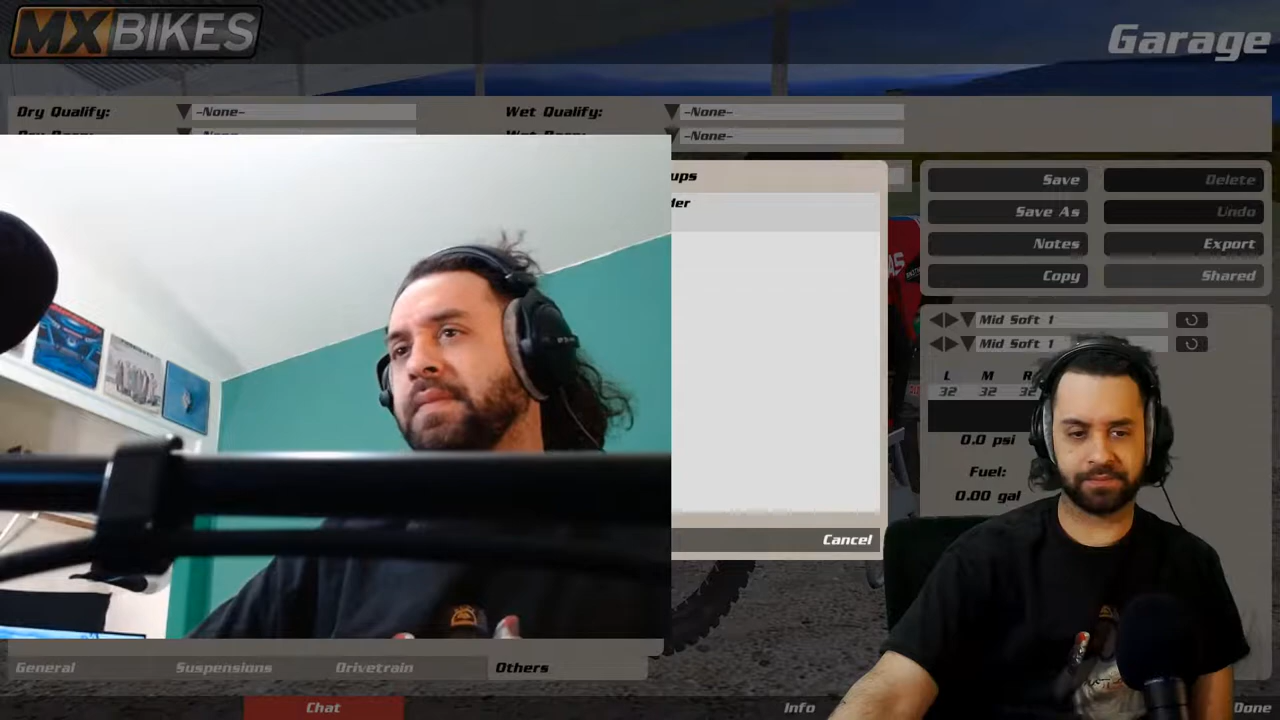 MXBIKES
Garage
Dry Qualify:
-None-
Wet Qualify:
-None-
-None-
Save
Delete
Save As
Undo
Notes
Export
Copy
Shared
Mid Soft 1
Mid Soft 1
L M R
32 32 32
0.0 psi
Fuel:
0.00 gal
Cancel
General
Suspensions
Drivetrain
Others
Chat
Info
Done